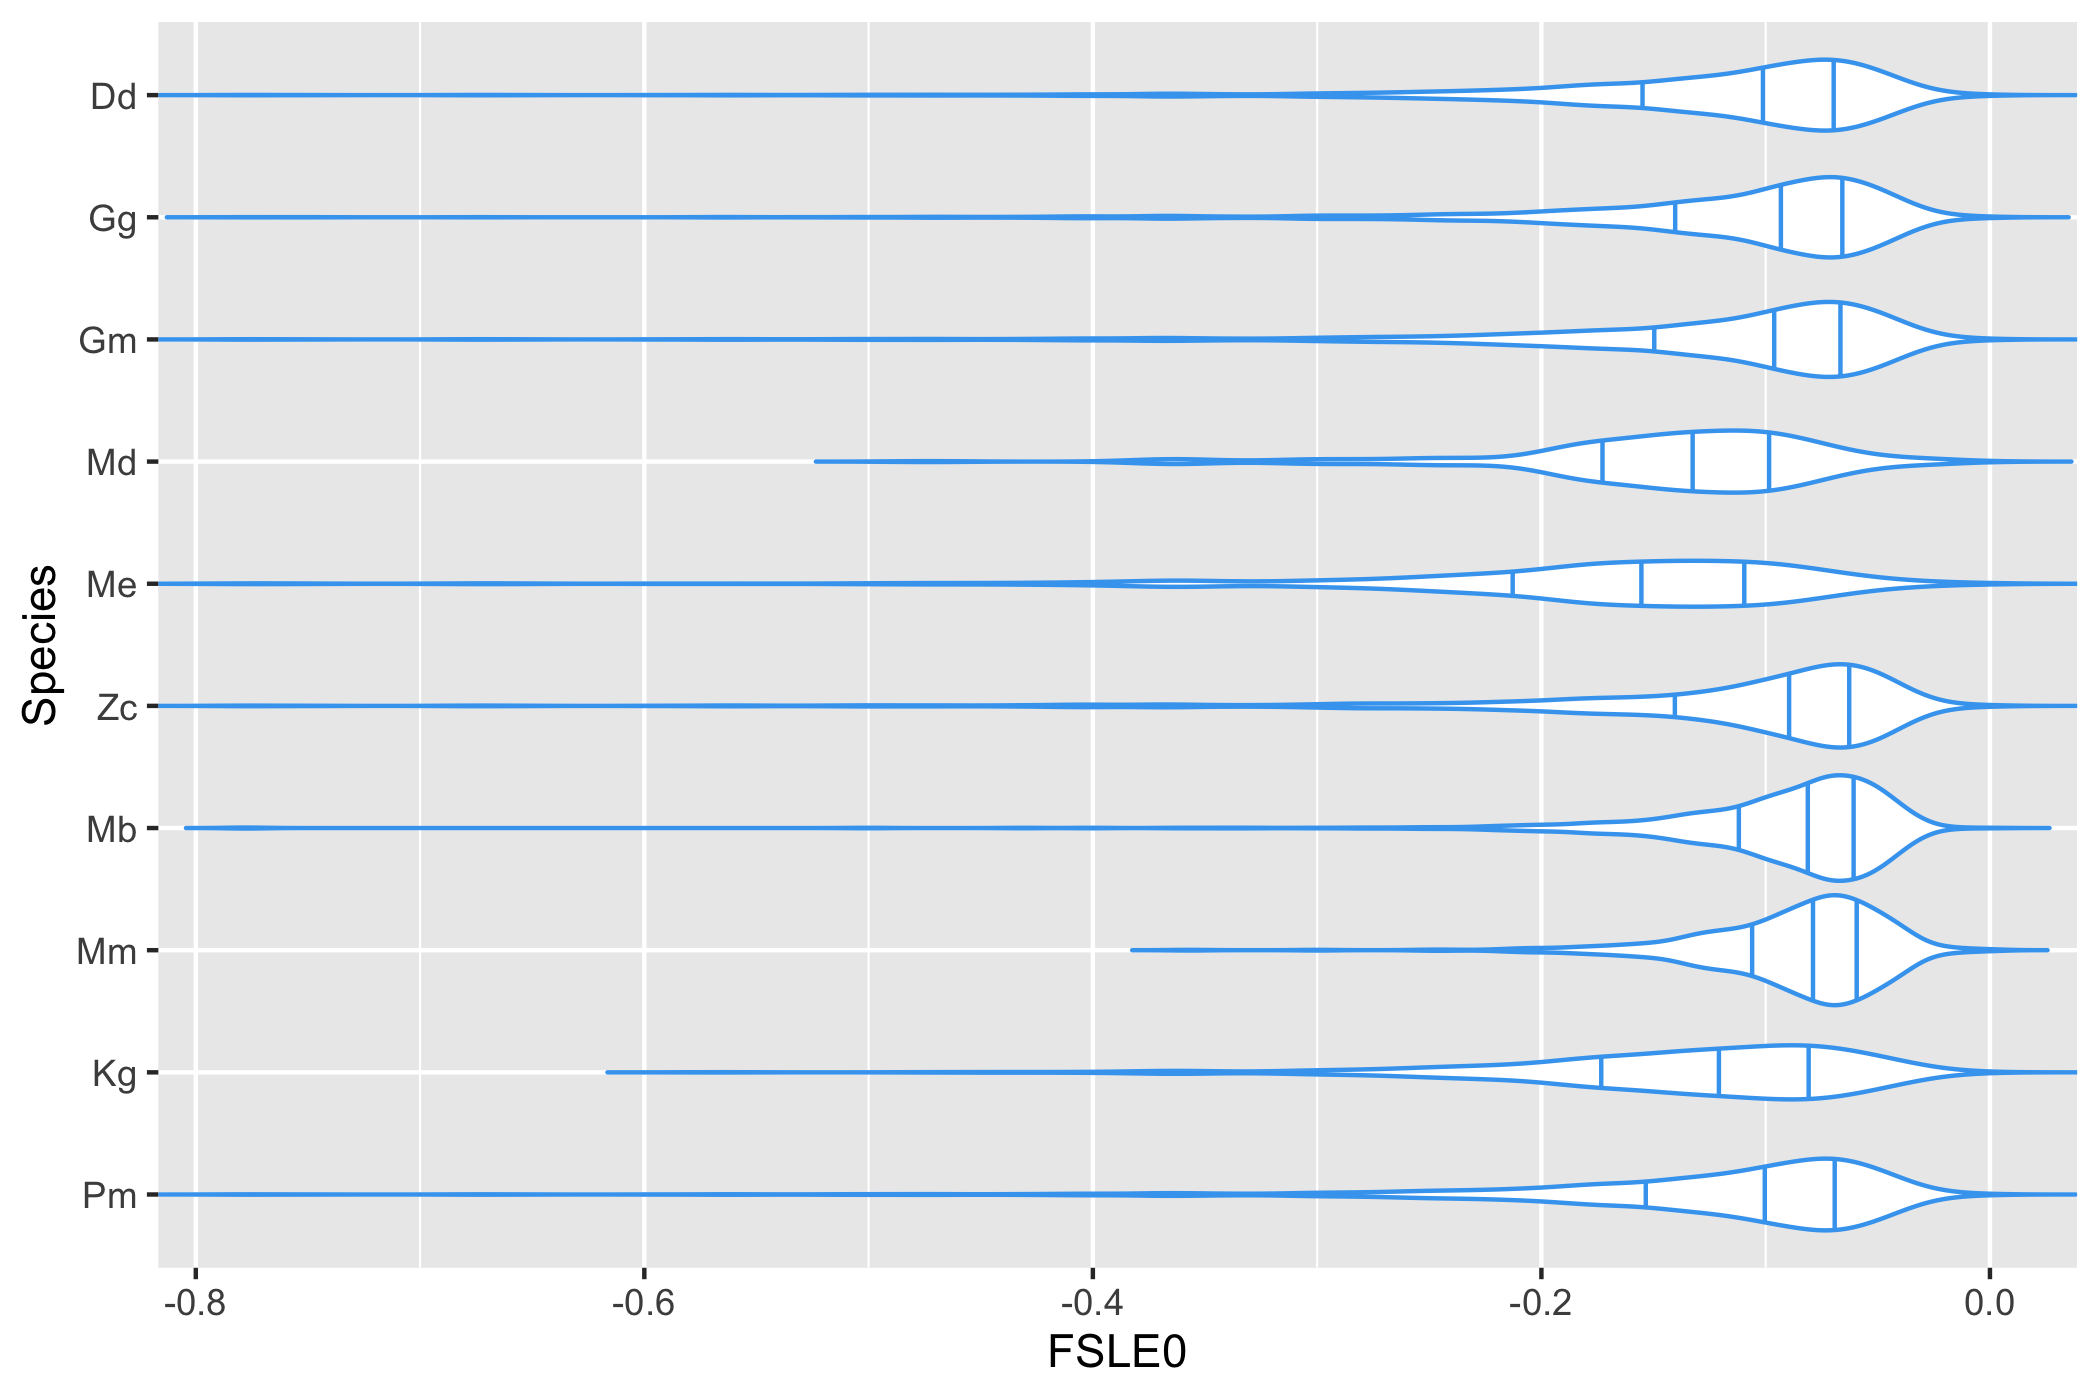 Species
Dd
Gg
Gm
Md
Me
Zc
Mb
Mm
Kg
Pm
-0.8 -0.6 -0.4 -0.2 0.0
FSLE0